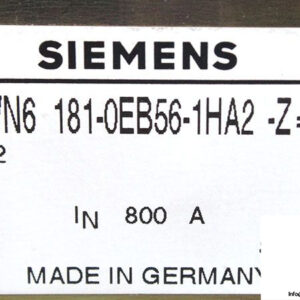 SIEMENS
N6 181-0EB56-1HA2 -Z=
2
IN 800 A
MADE IN GERMANY